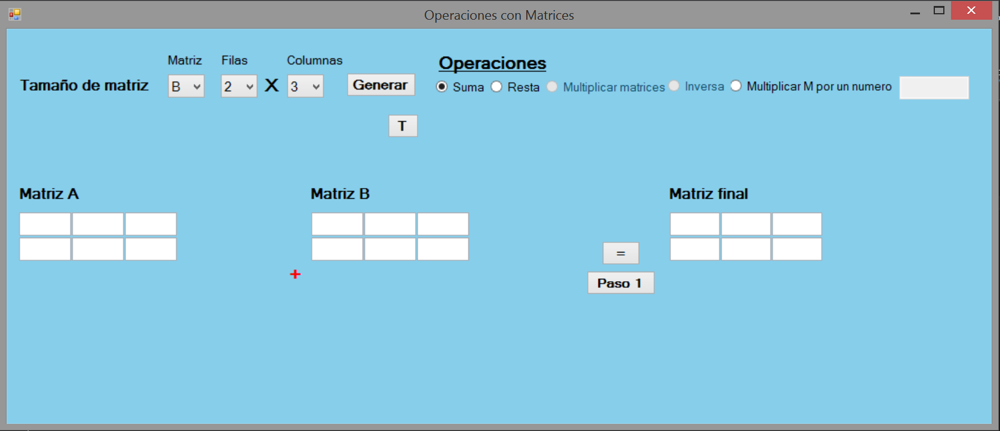 Operaciones con Matrices
Matriz Filas Columnas
Operaciones
Tamaño de matriz B 2 X 3 Generar
Suma Resta Multiplicar matrices Inversa Multiplicar M por un numero
T
Matriz A Matriz B Matriz final
=
+
Paso 1